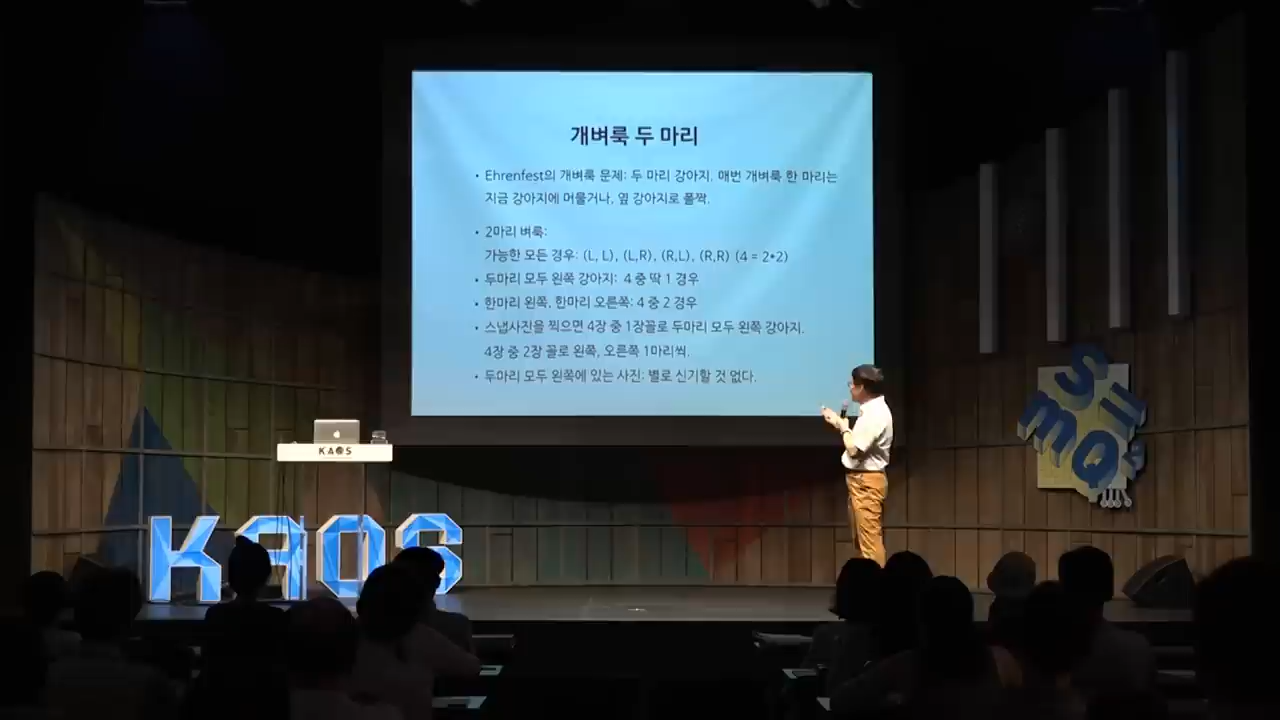 개벼룩 두 마리
• Ehrenfest의 개벼룩 문제: 두 마리 강아지. 매번 개벼룩 한 마리는
지금 강아지에 머물거나, 옆 강아지로 폴짝.
• 2마리 벼룩:
가능한 모든 경우: (L, L), (L,R), (R,L), (R,R) (4 = 2*2)
• 두마리 모두 왼쪽 강아지: 4 중 딱 1 경우
• 한마리 왼쪽, 한마리 오른쪽: 4 중 2 경우
• 스냅사진을 찍으면 4장 중 1장꼴로 두마리 모두 왼쪽 강아지.
4장 중 2장 꼴로 왼쪽, 오른쪽 1마리씩.
• 두마리 모두 왼쪽에 있는 사진: 별로 신기할 것 없다.
KAOS
KAOS